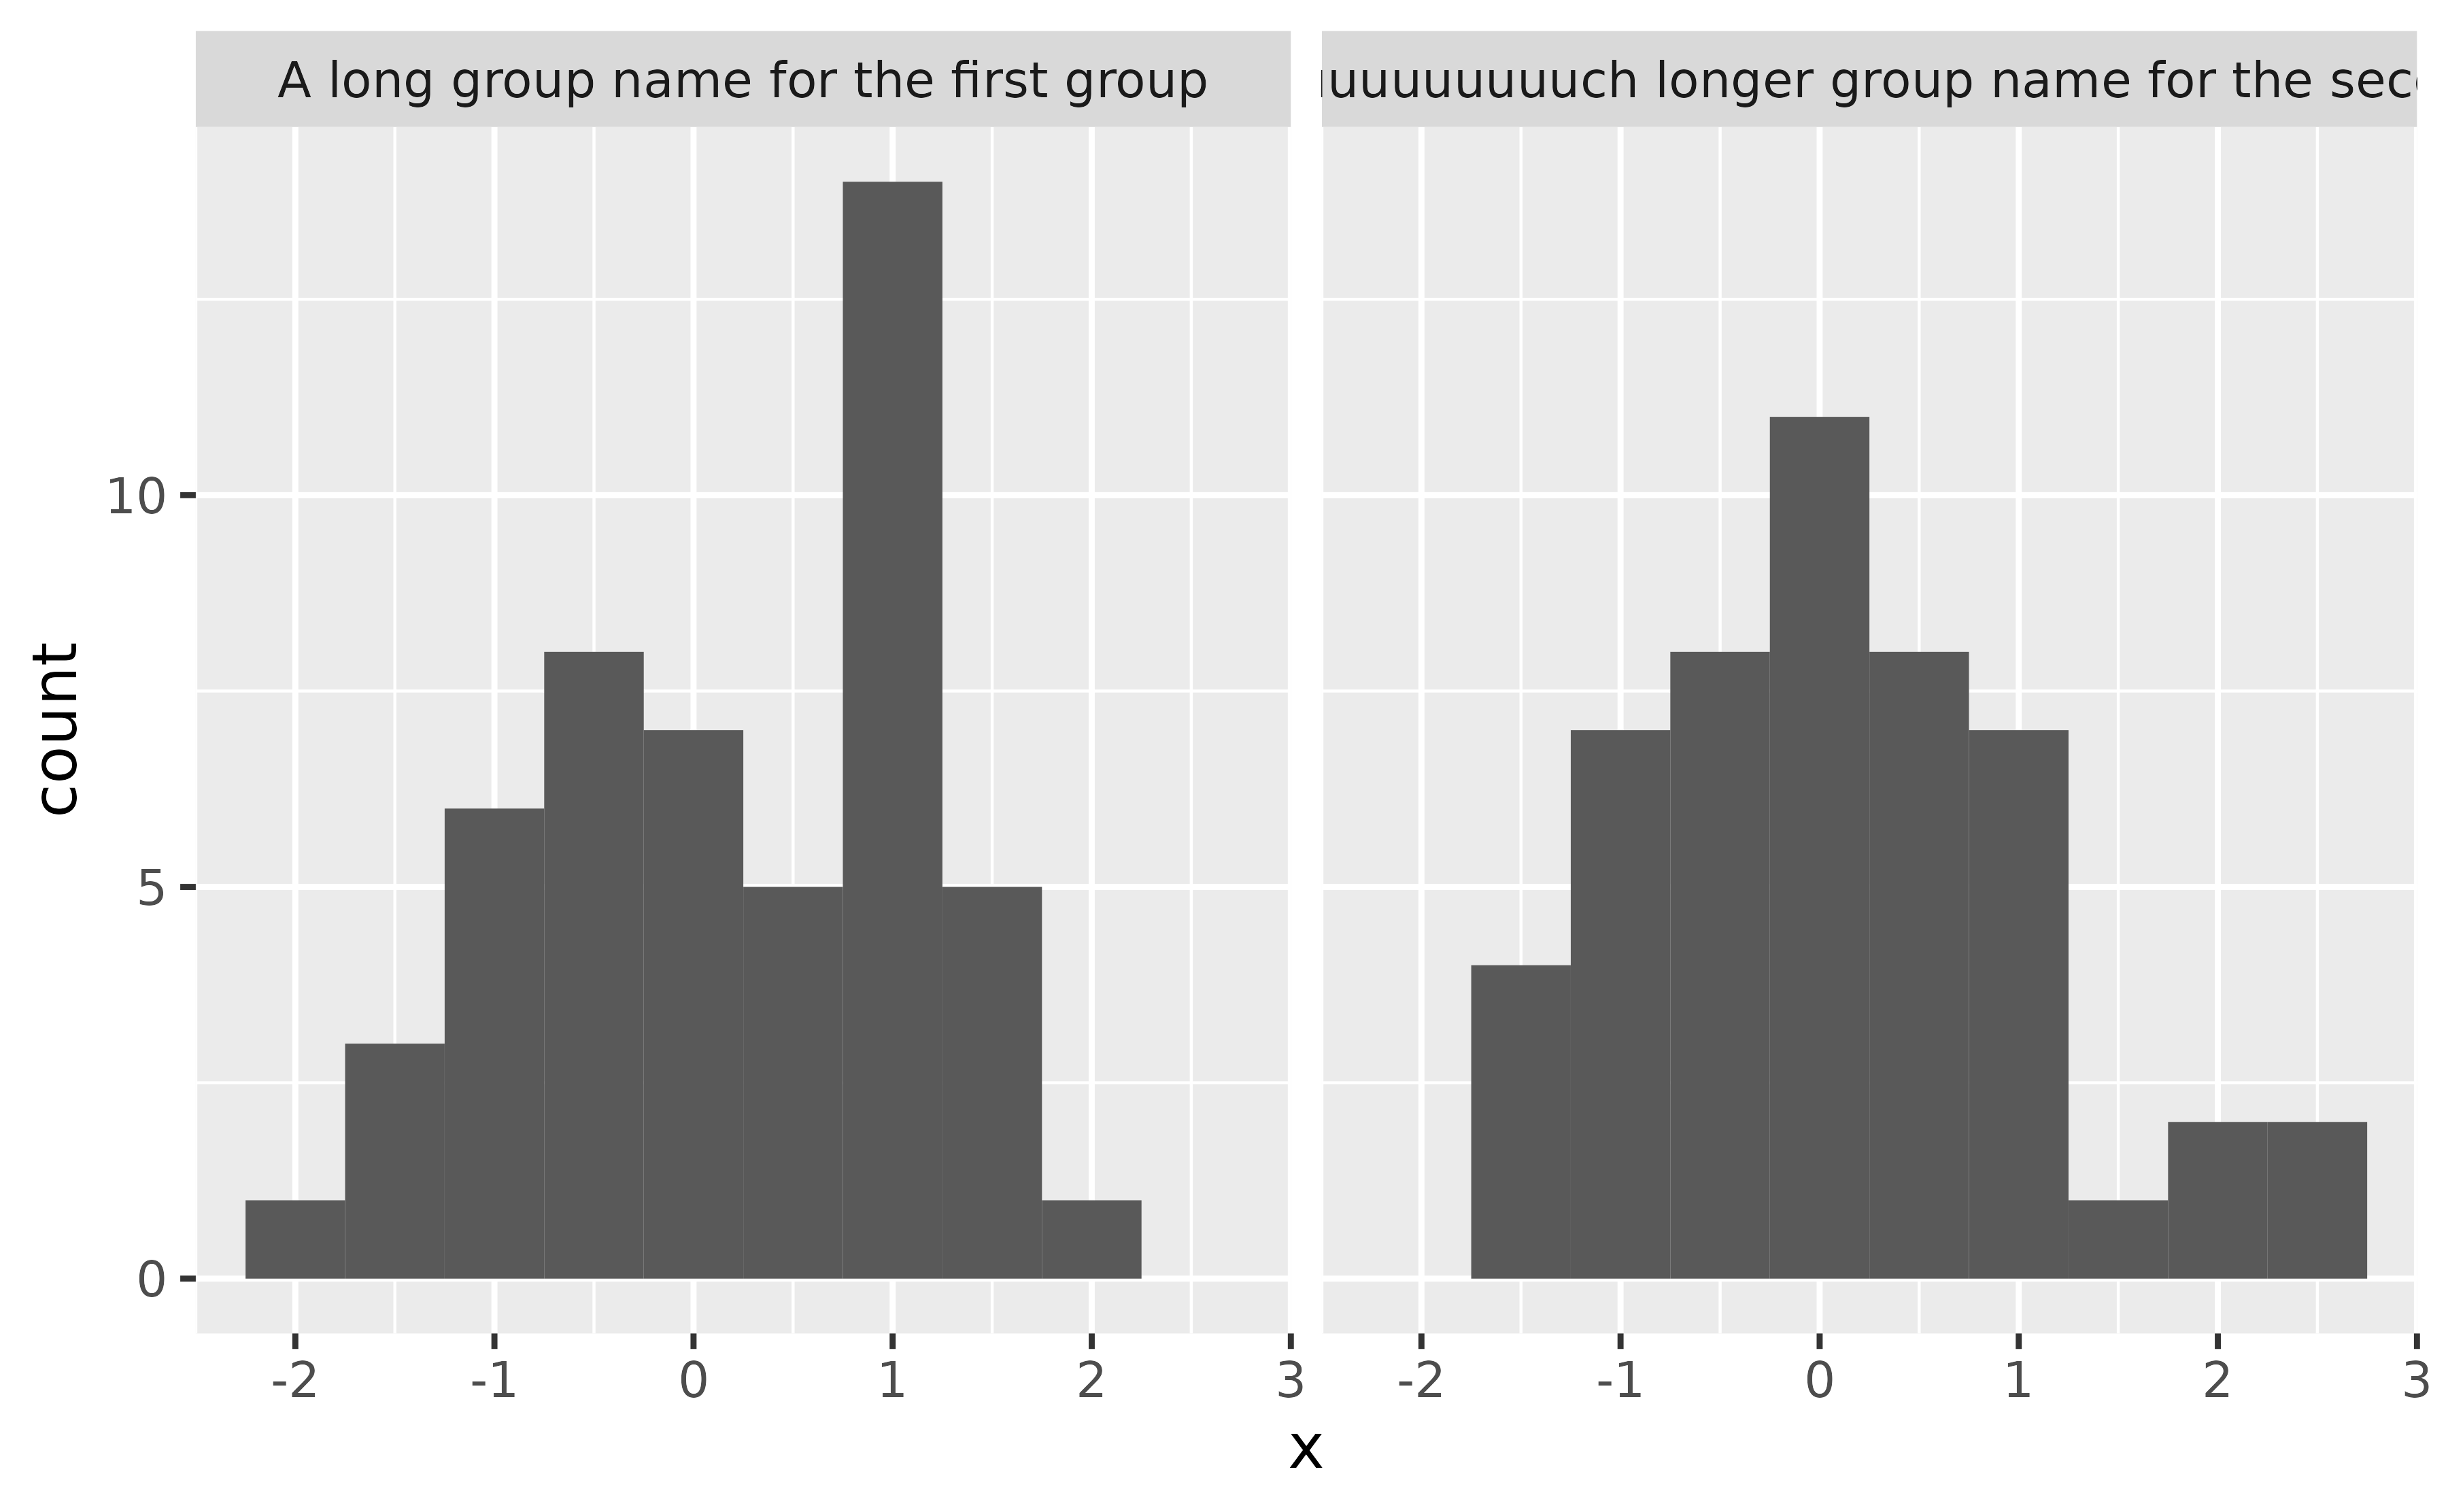 A long group name for the first group
uuuuuuuuuch longer group name for the sec
count
10
5
0
-2 -1 0 1 2 3
-2 -1 0 1 2 3
x